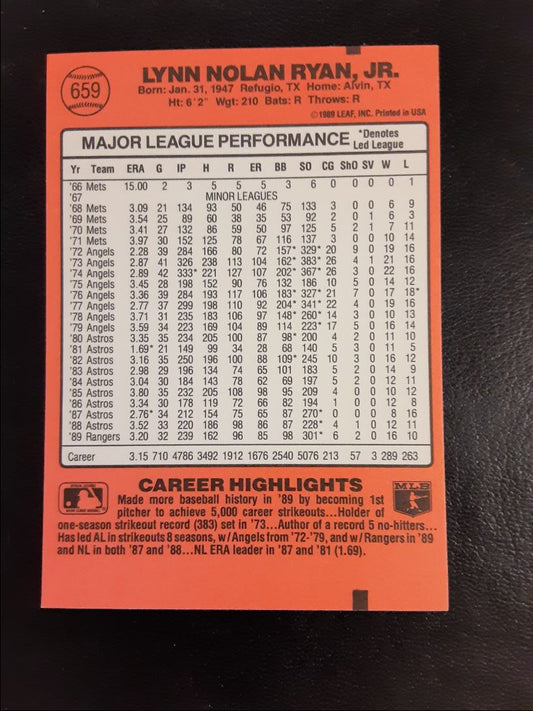 659
LYNN NOLAN RYAN, JR.
Born: Jan. 31, 1947 Refugio, TX Home: Alvin, TX
Ht: 6'2" Wgt: 210 Bats: R Throws: R
©1989 LEAF, INC. Printed in USA
MAJOR LEAGUE PERFORMANCE *Denotes Led League
Yr Team ERA G IP H R ER BB SO CG ShO SV W L
'66 Mets 15.00 2 3 5 5 5 3 6 0 0 0 0 1
'67 MINOR LEAGUES
'68 Mets 3.09 21 134 93 50 46 75 133 3 0 0 6 9
'69 Mets 3.54 25 89 60 38 35 53 92 2 0 1 6 3
'70 Mets 3.41 27 132 86 59 50 97 125 5 2 1 7 11
'71 Mets 3.97 30 152 125 78 67 116 137 3 0 0 10 14
'72 Angels 2.28 39 284 166 80 72 157* 329* 20 9 0 19 16
'73 Angels 2.87 41 326 238 113 104 162* 383* 26 4 1 21 16
'74 Angels 2.89 42 333* 221 127 107 202* 367* 26 3 0 22 16
'75 Angels 3.45 28 198 152 90 76 132 186 10 5 0 14 12
'76 Angels 3.36 39 284 193 117 106 183* 327* 21 7 0 17 18*
'77 Angels 2.77 37 299 198 110 92 204* 341* 22 4 0 19 16
'78 Angels 3.71 31 235 183 106 97 148* 260* 14 3 0 10 13
'79 Angels 3.59 34 223 169 104 89 114 223* 17 5 0 16 14
'80 Astros 3.35 35 234 205 100 87 98* 200 4 2 0 11 10
'81 Astros 1.69* 21 149 99 34 28 68 140 5 3 0 11 5
'82 Astros 3.16 35 250 196 100 88 109* 245 10 3 0 16 12
'83 Astros 2.98 29 196 134 74 65 101 183 5 2 0 14 9
'84 Astros 3.04 30 184 143 78 62 69 197 5 2 0 12 11
'85 Astros 3.80 35 232 205 108 98 95 209 4 0 0 10 12
'86 Astros 3.34 30 178 119 72 66 82 194 1 0 0 12 8
'87 Astros 2.76* 34 212 154 75 65 87 270* 0 0 0 8 16
'88 Astros 3.52 33 220 186 98 86 87 228* 4 1 0 12 11
'89 Rangers 3.20 32 239 162 96 85 98 301* 6 2 0 16 10
Career 3.15 710 4786 3492 1912 1676 2540 5076 213 57 3 289 263
CAREER HIGHLIGHTS
MLB
Made more baseball history in '89 by becoming 1st
pitcher to achieve 5,000 career strikeouts...Holder of
one-season strikeout record (383) set in '73...Author of a record 5 no-hitters...
Has led AL in strikeouts 8 seasons, w/Angels from '72-'79, and w/Rangers in '89
and NL in both '87 and '88...NL ERA leader in '87 and '81 (1.69).